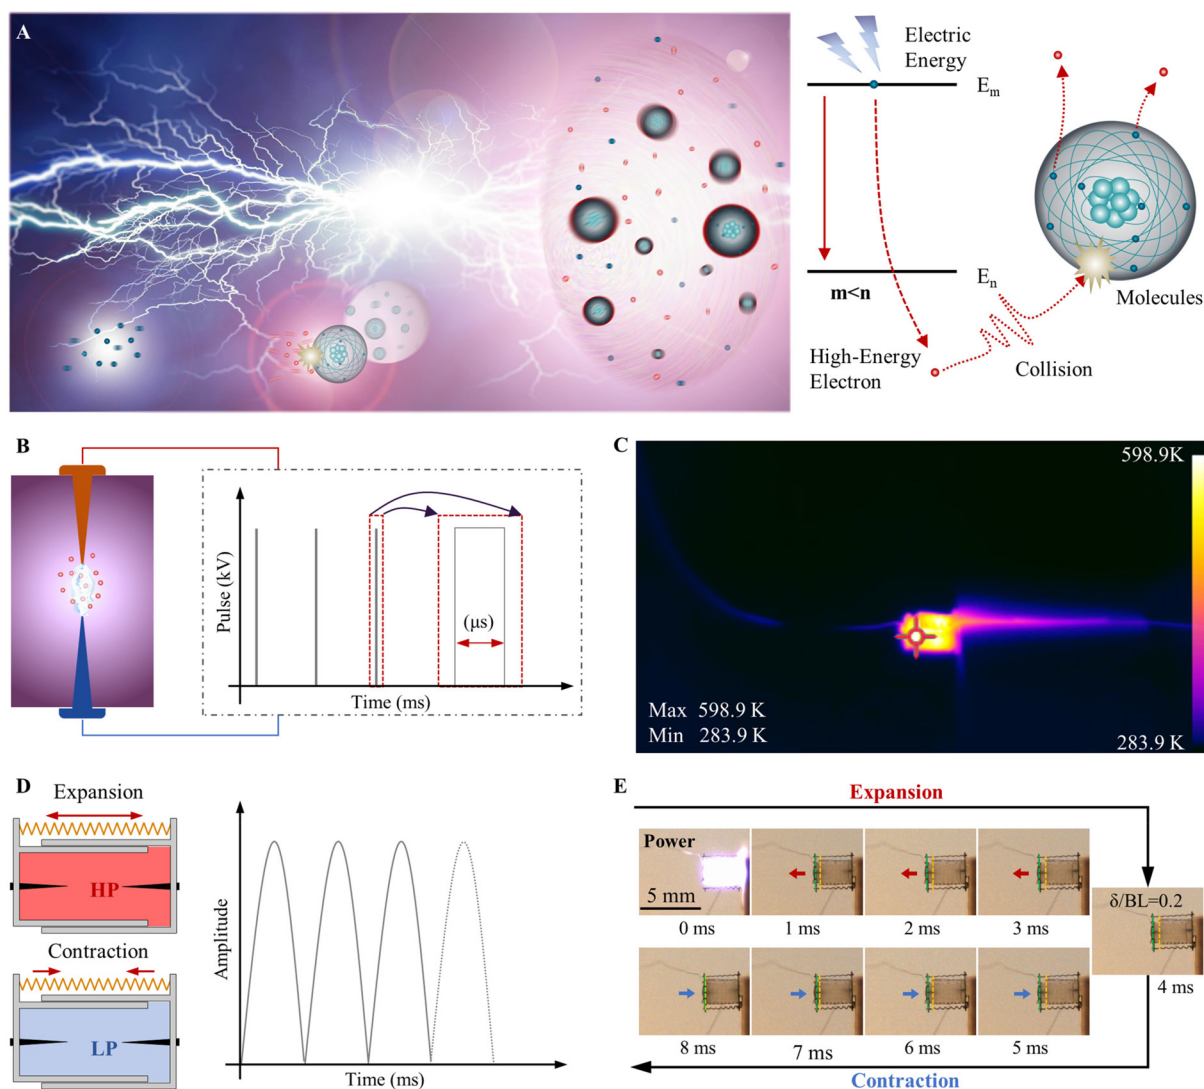 A
Electric
Energy
E_m
m<n
E_n
Molecules
High-Energy
Electron
Collision
B
Pulse (kV)
(μs)
Time (ms)
C
598.9K
Max 598.9 K
Min 283.9 K
283.9 K
D
Expansion
HP
Contraction
LP
Amplitude
Time (ms)
E
Expansion
Power
5 mm
0 ms
1 ms
2 ms
3 ms
δ/BL=0.2
4 ms
8 ms
7 ms
6 ms
5 ms
Contraction